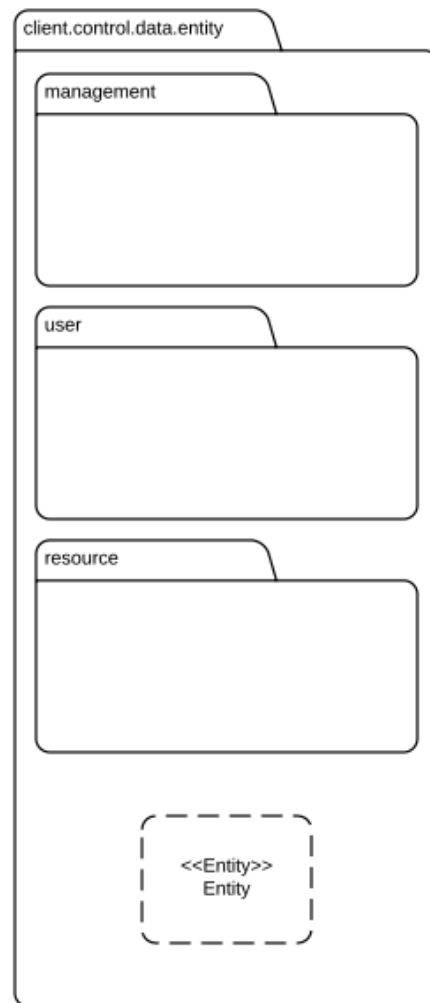 client.control.data.entity
management
user
resource
<<Entity>>
Entity